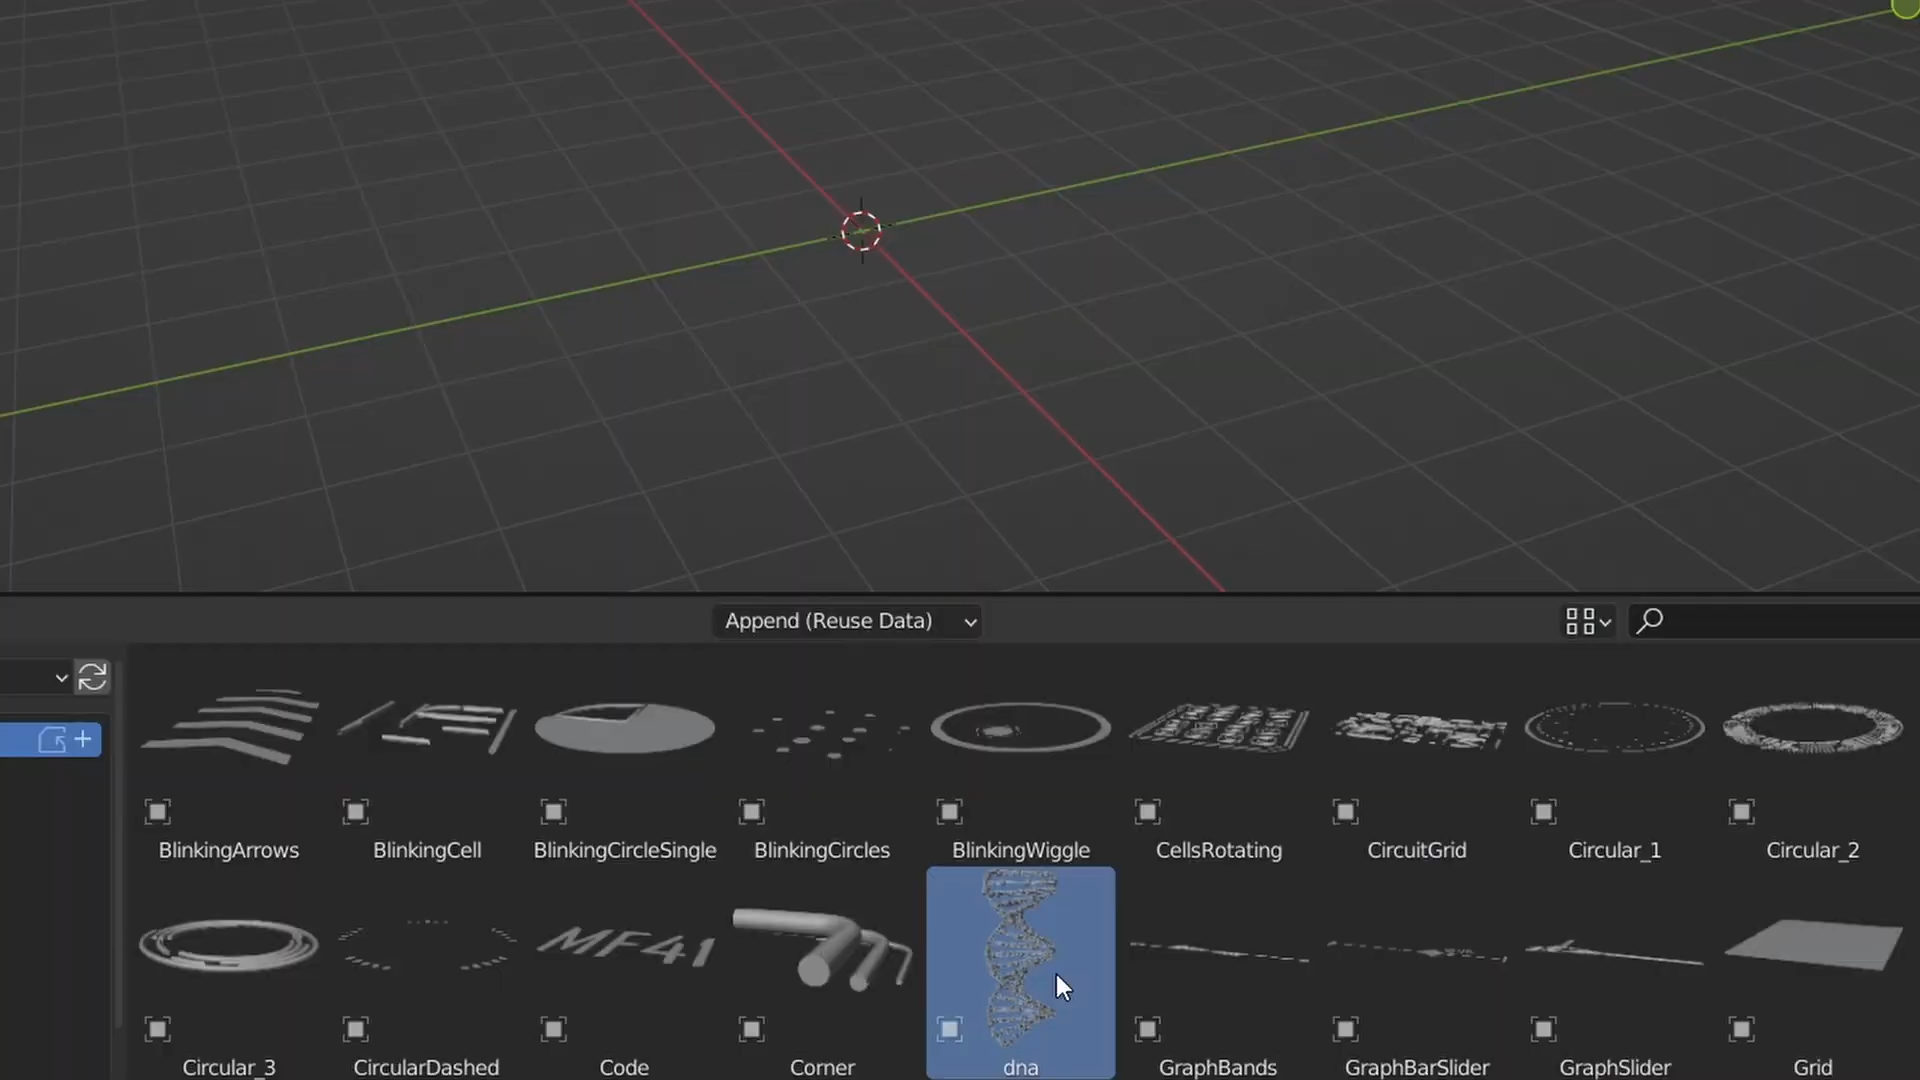 Append (Reuse Data)
BlinkingArrows
BlinkingCell
BlinkingCircleSingle
BlinkingCircles
BlinkingWiggle
CellsRotating
CircuitGrid
Circular_1
Circular_2
MF41
Circular_3
CircularDashed
Code
Corner
dna
GraphBands
GraphBarSlider
GraphSlider
Grid